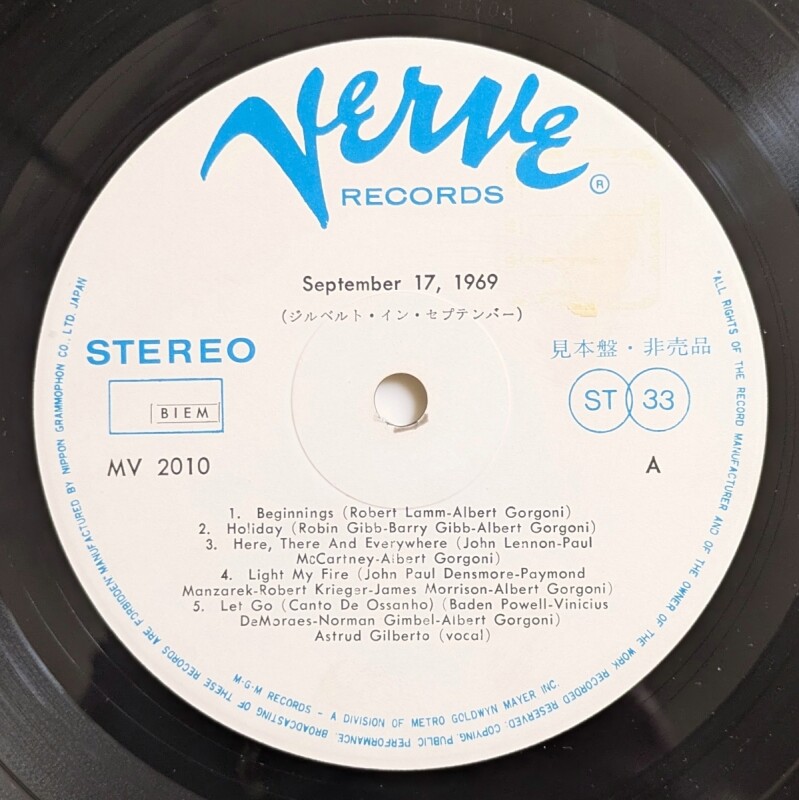 Verve
RECORDS ®
September 17, 1969
(ジルベルト・イン・セプテンバー)
STEREO
見本盤・非売品
BIEM
ST 33
MV 2010
A
1. Beginnings (Robert Lamm-Albert Gorgoni)
2. Holiday (Robin Gibb-Barry Gibb-Albert Gorgoni)
3. Here, There And Everywhere (John Lennon-Paul
McCartney-Albert Gorgoni)
4. Light My Fire (John Paul Densmore-Paymond
Manzarek-Robert Krieger-James Morrison-Albert Gorgoni)
5. Let Go (Canto De Ossanho) (Baden Powell-Vinicius
DeMoraes-Norman Gimbel-Albert Gorgoni)
Astrud Gilberto (vocal)
M-G-M RECORDS – A DIVISION OF METRO GOLDWYN MAYER INC.
"ALL RIGHTS OF THE RECORD MANUFACTURER AND OF THE OWNER OF THE WORK RECORDED RESERVED. COPYING, PUBLIC PERFORMANCE, BROADCASTING OF THESE RECORDS ARE FORBIDDEN" MANUFACTURED BY NIPPON GRAMMOPHON CO., LTD. JAPAN